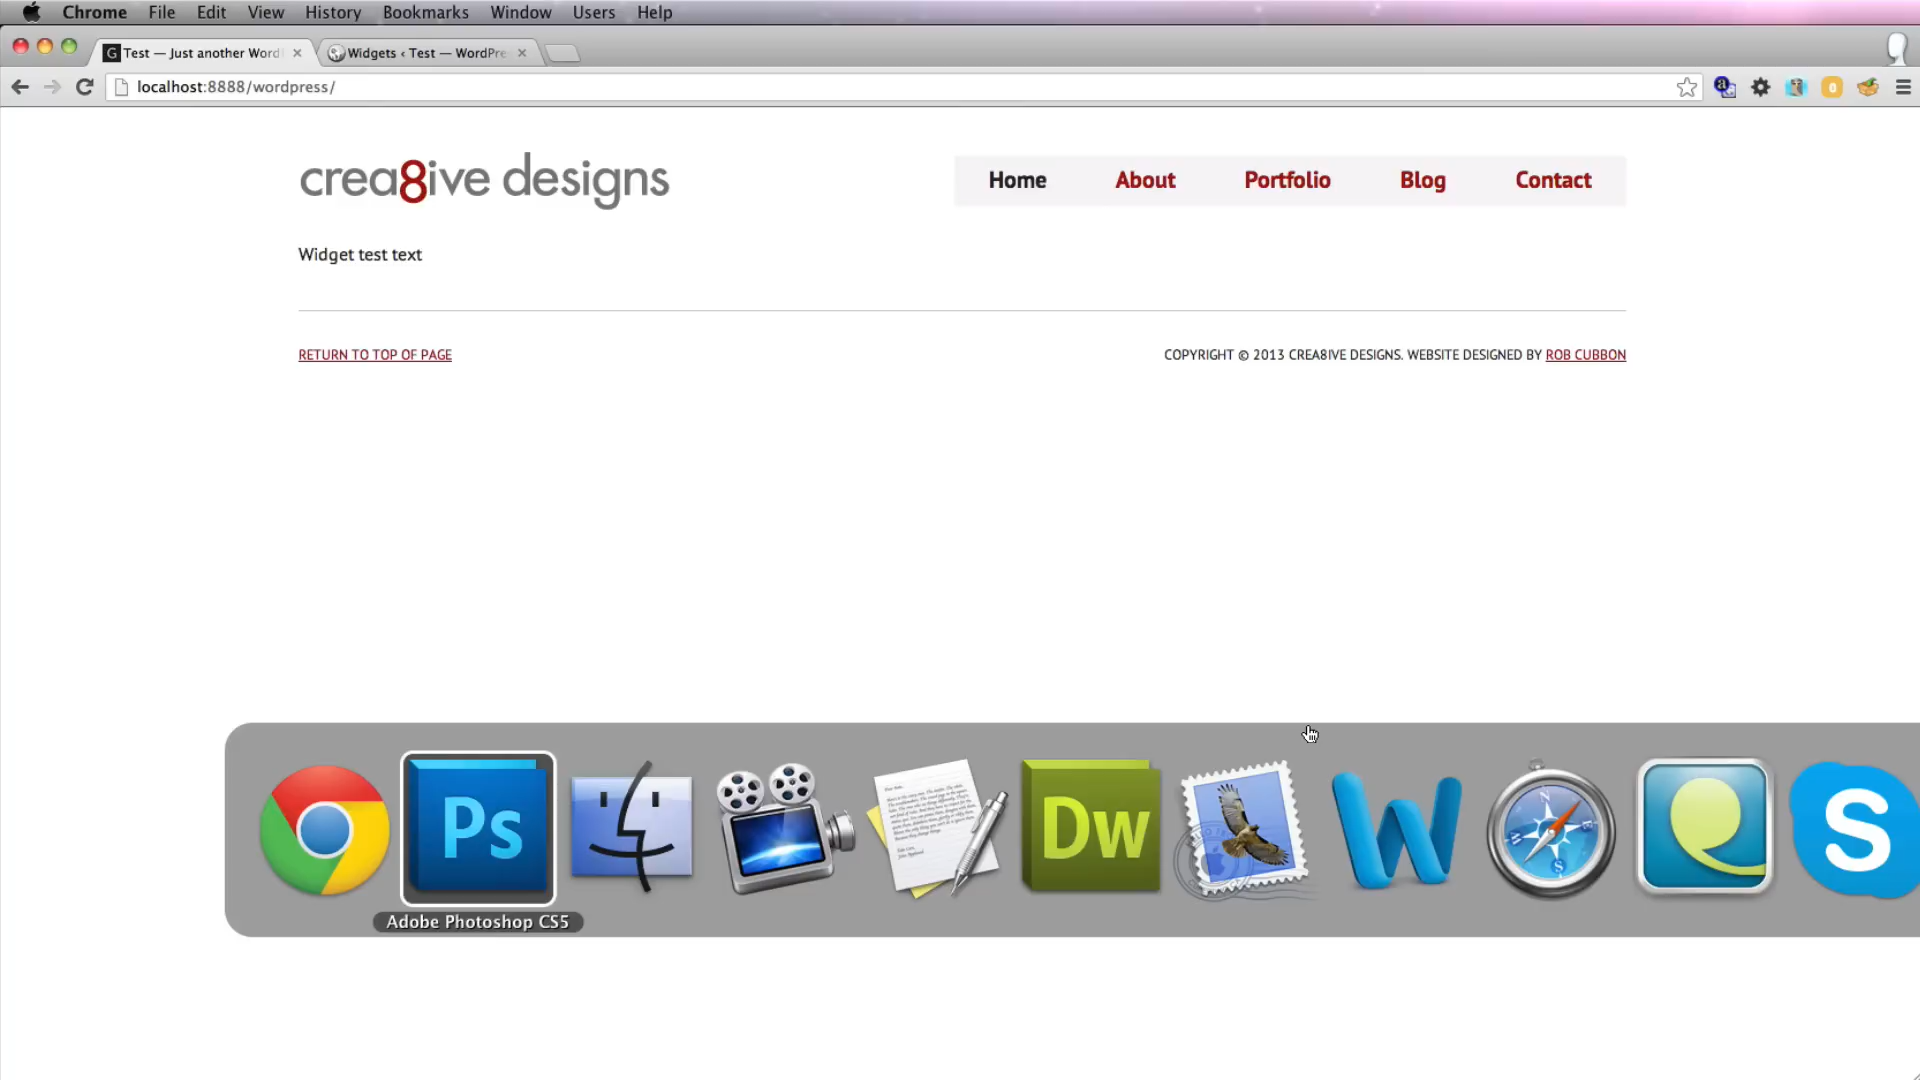 Chrome File Edit View History Bookmarks Window Users Help
G Test — Just another Word
Widgets ‹ Test — WordPre
localhost:8888/wordpress/
a
0
crea8ive designs
Home About Portfolio Blog Contact
Widget test text
RETURN TO TOP OF PAGE
COPYRIGHT © 2013 CREA8IVE DESIGNS. WEBSITE DESIGNED BY ROB CUBBON
Ps
Dw
W
S
Adobe Photoshop CS5